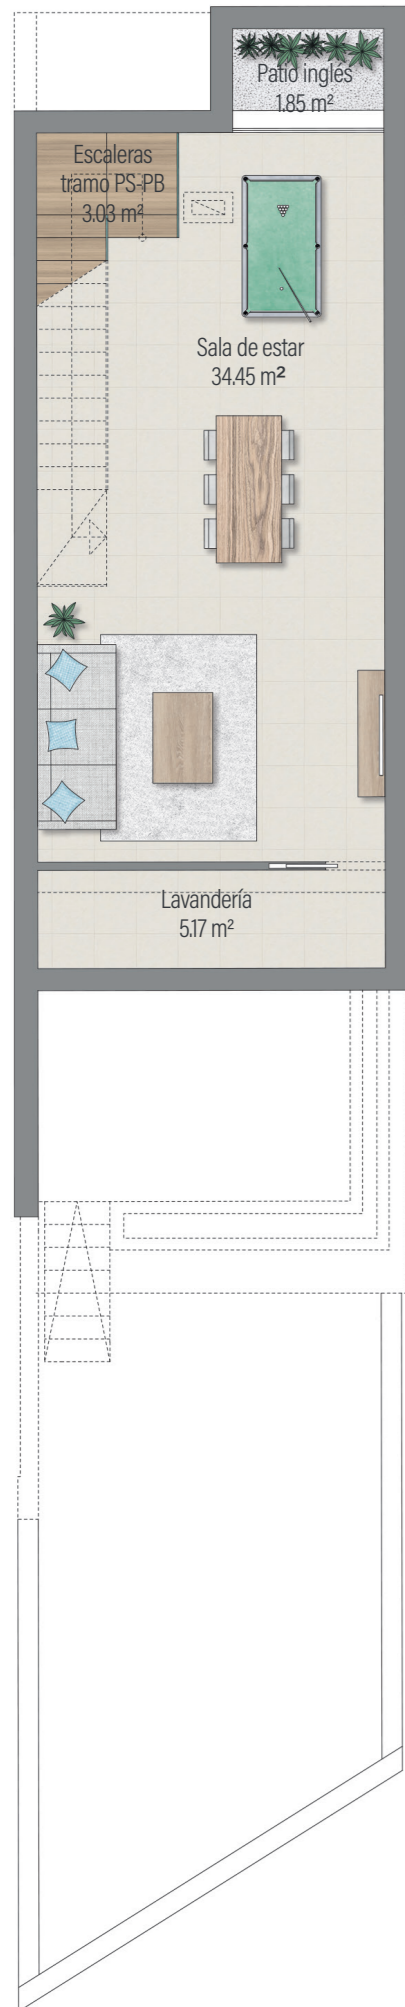 Patio inglés
1.85 m²
Escaleras
tramo PS-PB
3.03 m²
Sala de estar
34.45 m²
Lavandería
5.17 m²